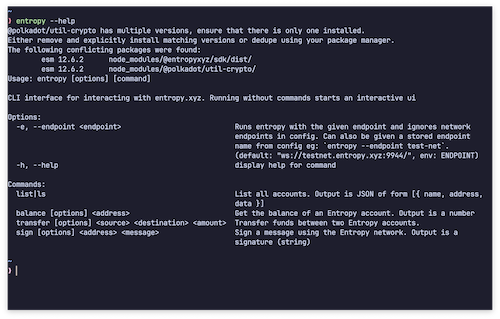 ~
❯ entropy --help
@polkadot/util-crypto has multiple versions, ensure that there is only one installed.
Either remove and explicitly install matching versions or dedupe using your package manager.
The following conflicting packages were found:
        esm 12.6.2      node_modules/@entropyxyz/sdk/dist/
        esm 12.6.2      node_modules/@polkadot/util-crypto/
Usage: entropy [options] [command]

CLI interface for interacting with entropy.xyz. Running without commands starts an interactive ui

Options:
  -e, --endpoint <endpoint>                              Runs entropy with the given endpoint and ignores network
                                                         endpoints in config. Can also be given a stored endpoint
                                                         name from config eg: `entropy --endpoint test-net`.
                                                         (default: "ws://testnet.entropy.xyz:9944/", env: ENDPOINT)
  -h, --help                                             display help for command

Commands:
  list|ls                                                List all accounts. Output is JSON of form [{ name, address,
                                                         data }]
  balance [options] <address>                            Get the balance of an Entropy account. Output is a number
  transfer [options] <source> <destination> <amount>     Transfer funds between two Entropy accounts.
  sign [options] <address> <message>                     Sign a message using the Entropy network. Output is a
                                                         signature (string)

~
❯